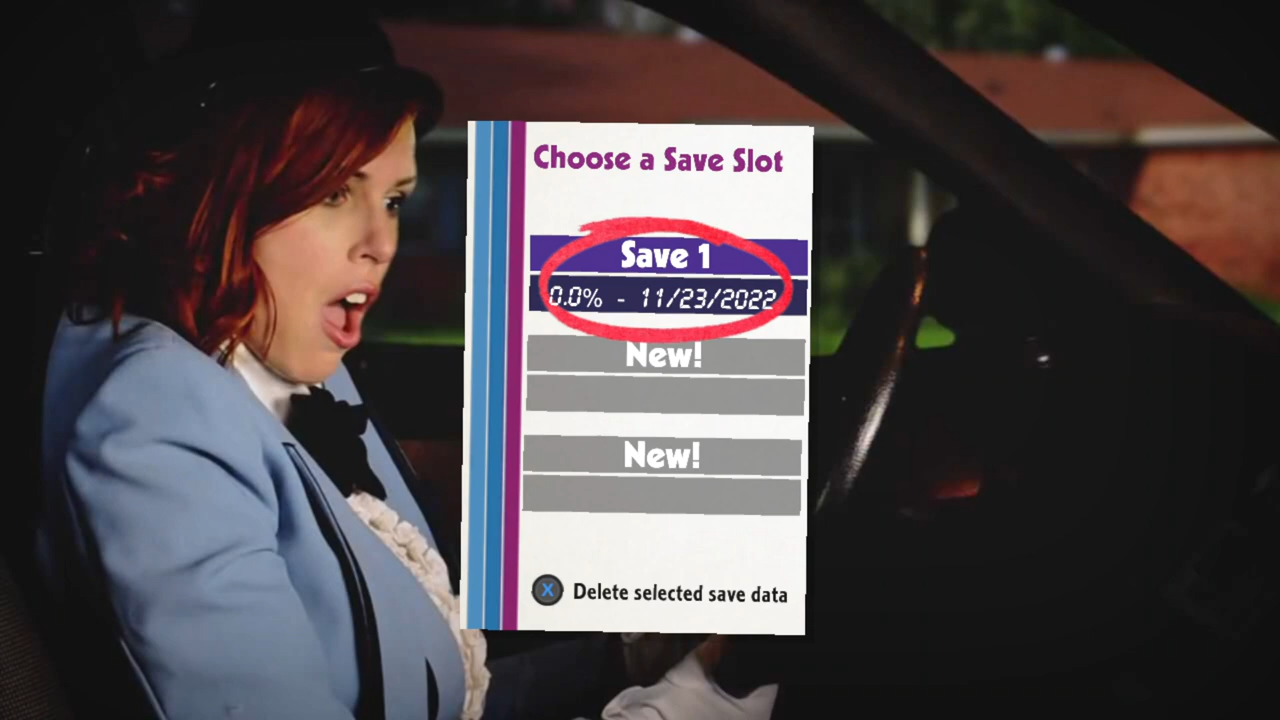 Choose a Save Slot
Save 1
0.0% - 11/23/2022
New!
New!
X Delete selected save data